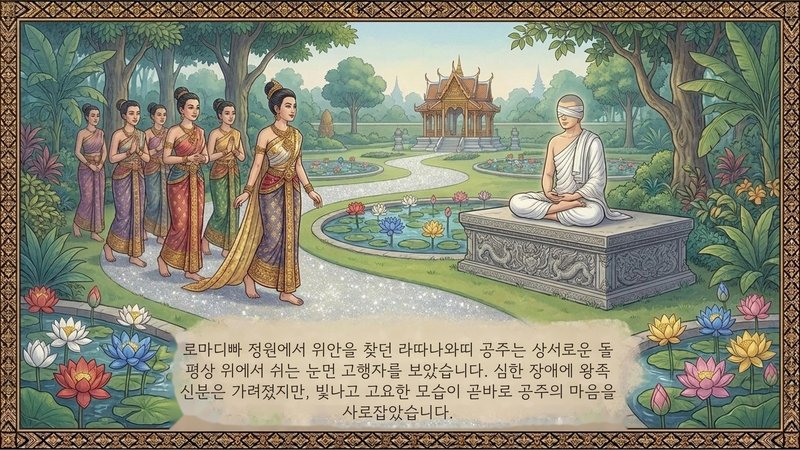 로마디빠 정원에서 위안을 찾던 라따나와띠 공주는 상서로운 돌
평상 위에서 쉬는 눈먼 고행자를 보았습니다. 심한 장애에 왕족
신분은 가려졌지만, 빛나고 고요한 모습이 곧바로 공주의 마음을
사로잡았습니다.